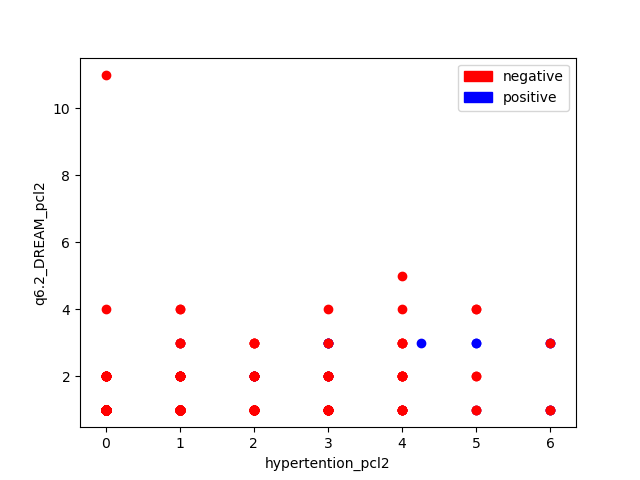 negative
positive
10
8
6
4
2
q6.2_DREAM_pcl2
0 1 2 3 4 5 6
hypertention_pcl2